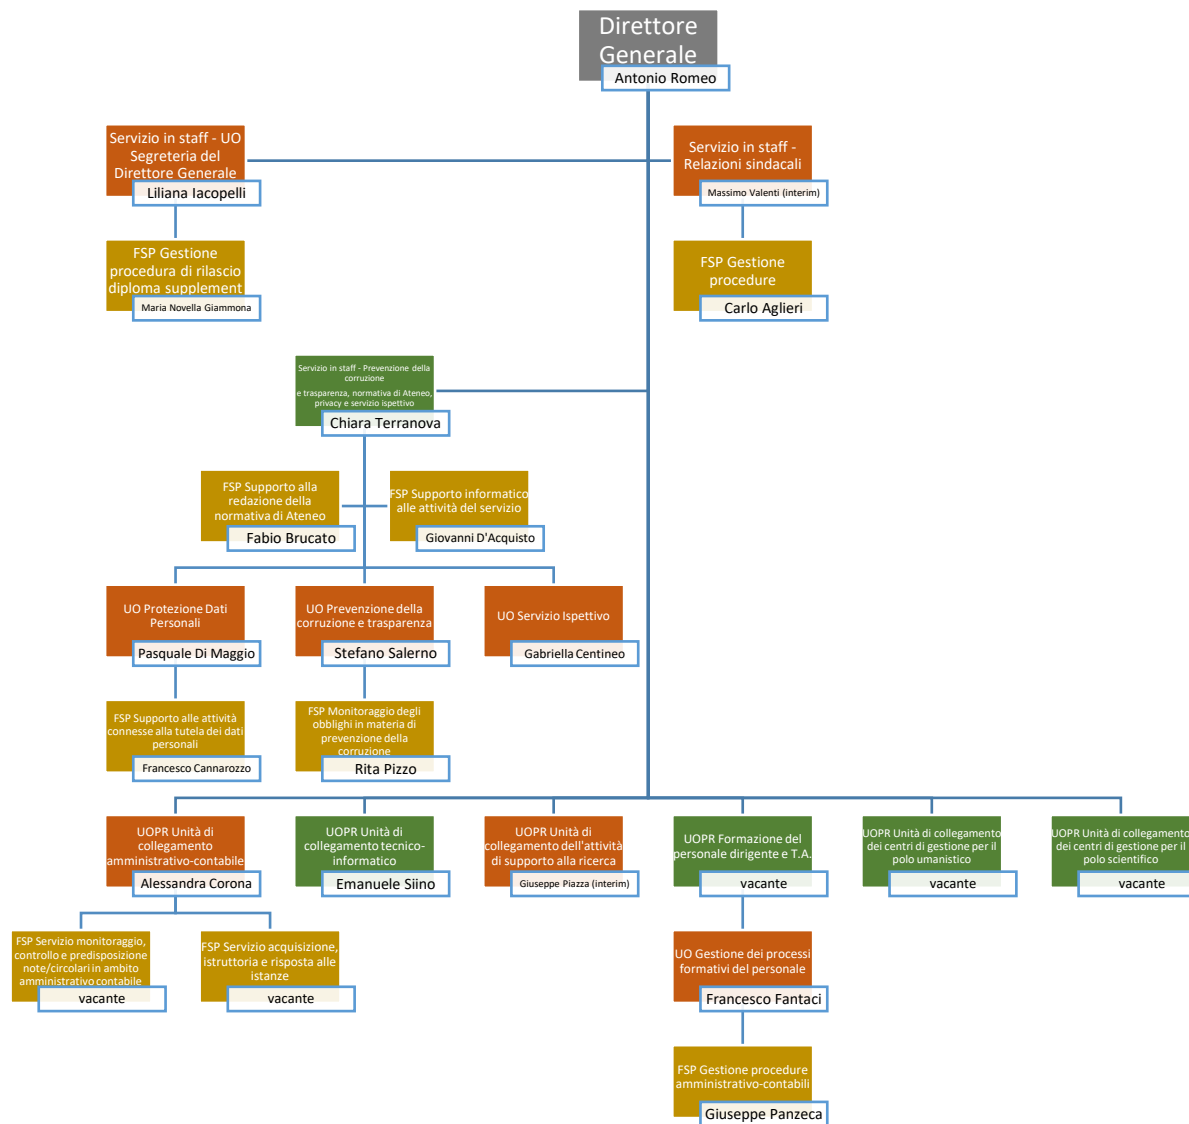 Direttore
Generale
Antonio Romeo
Servizio in staff - UO
Segreteria del
Direttore Generale
Liliana Iacopelli
Servizio in staff -
Relazioni sindacali
Massimo Valenti (interim)
FSP Gestione
procedura di rilascio
diploma supplement
Maria Novella Giammona
FSP Gestione
procedure
Carlo Aglieri
Servizio in staff - Prevenzione della
corruzione
e trasparenza, normativa di Ateneo,
privacy e servizio ispettivo
Chiara Terranova
FSP Supporto alla
redazione della
normativa di Ateneo
Fabio Brucato
FSP Supporto informatico
alle attività del servizio
Giovanni D'Acquisto
UO Protezione Dati
Personali
Pasquale Di Maggio
UO Prevenzione della
corruzione e trasparenza
Stefano Salerno
UO Servizio Ispettivo
Gabriella Centineo
FSP Supporto alle attività
connesse alla tutela dei dati
personali
Francesco Cannarozzo
FSP Monitoraggio degli
obblighi in materia di
prevenzione della
corruzione
Rita Pizzo
UOPR Unità di
collegamento
amministrativo-contabile
Alessandra Corona
UOPR Unità di
collegamento tecnico-
informatico
Emanuele Siino
UOPR Unità di
collegamento dell'attività
di supporto alla ricerca
Giuseppe Piazza (interim)
UOPR Formazione del
personale dirigente e T.A.
vacante
UOPR Unità di collegamento
dei centri di gestione per il
polo umanistico
vacante
UOPR Unità di collegamento
dei centri di gestione per il
polo scientifico
vacante
FSP Servizio monitoraggio,
controllo e predisposizione
note/circolari in ambito
amministrativo contabile
vacante
FSP Servizio acquisizione,
istruttoria e risposta alle
istanze
vacante
UO Gestione dei processi
formativi del personale
Francesco Fantaci
FSP Gestione procedure
amministrativo-contabili
Giuseppe Panzeca